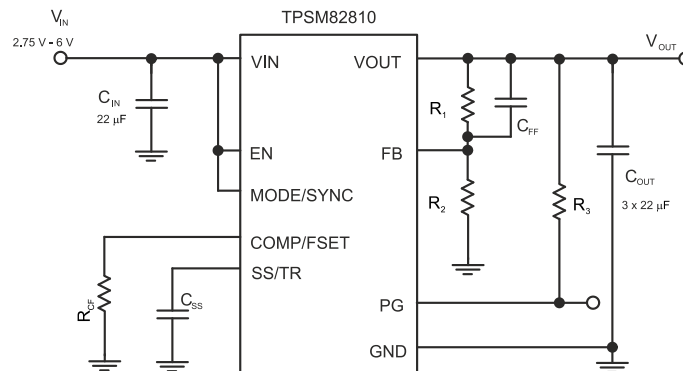 TPSM82810
V_IN
2.75 V - 6 V
VIN
VOUT
V_OUT
C_IN
22 µF
R_1
C_FF
EN
FB
MODE/SYNC
R_2
R_3
C_OUT
3 x 22 µF
COMP/FSET
SS/TR
R_CF
C_SS
PG
GND